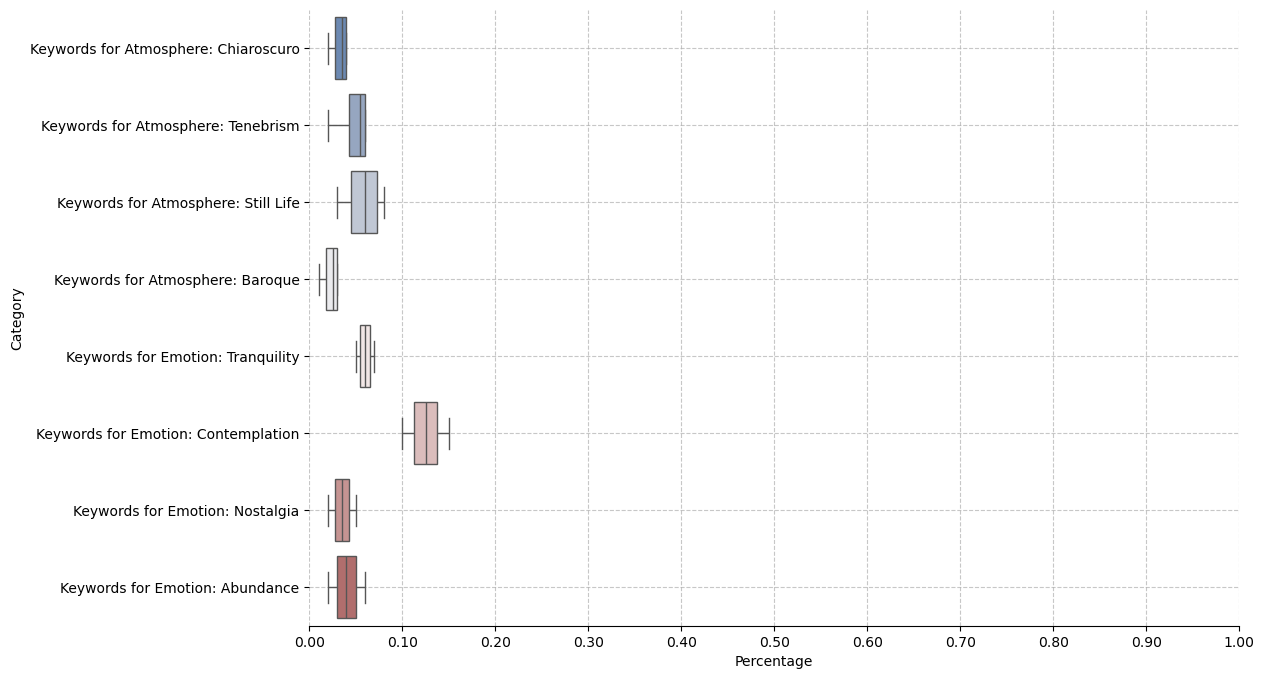 Keywords for Atmosphere: Chiaroscuro
Keywords for Atmosphere: Tenebrism
Keywords for Atmosphere: Still Life
Keywords for Atmosphere: Baroque
Category
Keywords for Emotion: Tranquility
Keywords for Emotion: Contemplation
Keywords for Emotion: Nostalgia
Keywords for Emotion: Abundance
0.00 0.10 0.20 0.30 0.40 0.50 0.60 0.70 0.80 0.90 1.00
Percentage